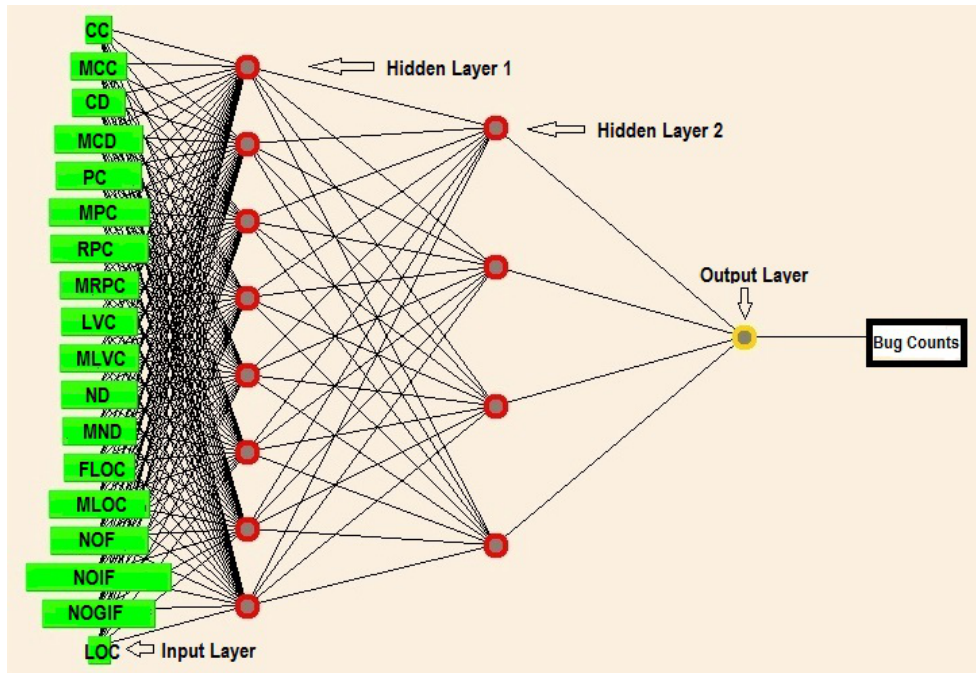 CC
MCC
CD
MCD
PC
MPC
RPC
MRPC
LVC
MLVC
ND
MND
FLOC
MLOC
NOF
NOIF
NOGIF
LOC
Input Layer
Hidden Layer 1
Hidden Layer 2
Output Layer
Bug Counts